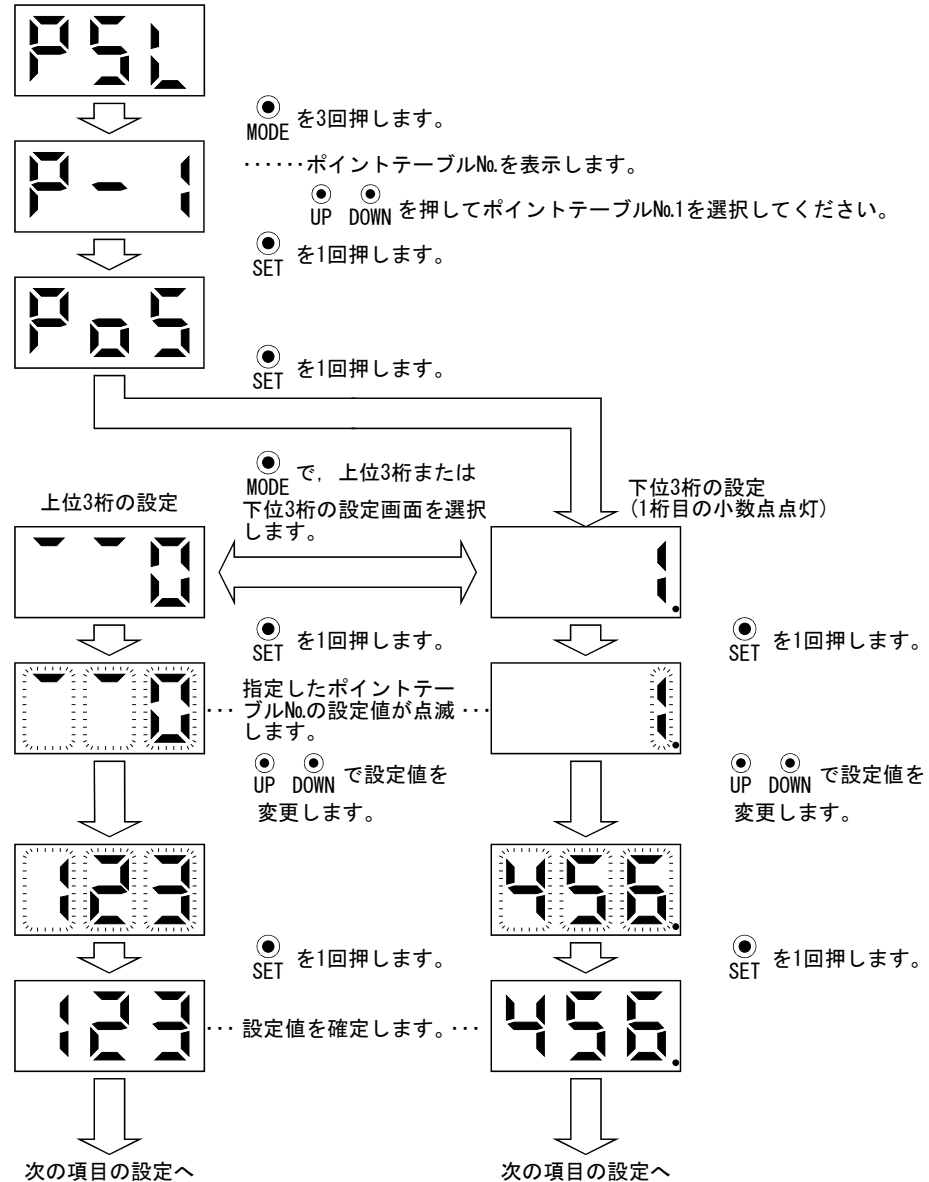 PSL
MODE を3回押します。
P-1
······ポイントテーブル№を表示します。
UP DOWN を押してポイントテーブル№1を選択してください。
SET を1回押します。
PoS
SET を1回押します。
MODE で, 上位3桁または
下位3桁の設定画面を選択
します。
上位3桁の設定
下位3桁の設定
(1桁目の小数点点灯)
0
1.
SET を1回押します。
SET を1回押します。
0
··· 指定したポイントテー
ブル№の設定値が点滅 ···
します。
1.
UP DOWN で設定値を
変更します。
UP DOWN で設定値を
変更します。
123
456.
SET を1回押します。
SET を1回押します。
123
··· 設定値を確定します。···
456.
次の項目の設定へ
次の項目の設定へ